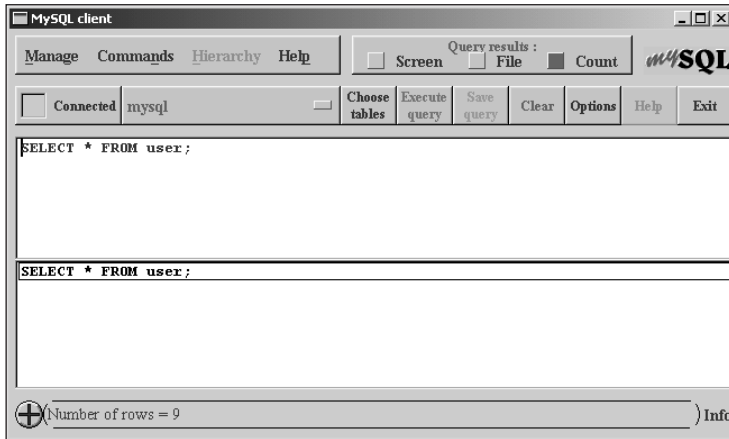 MySQL client
Manage Commands Hierarchy Help
Query results :
Screen File Count
mySQL
Connected mysql
Choose tables
Execute query
Save query
Clear Options Help Exit
SELECT * FROM user;
SELECT * FROM user;
Number of rows = 9
Info